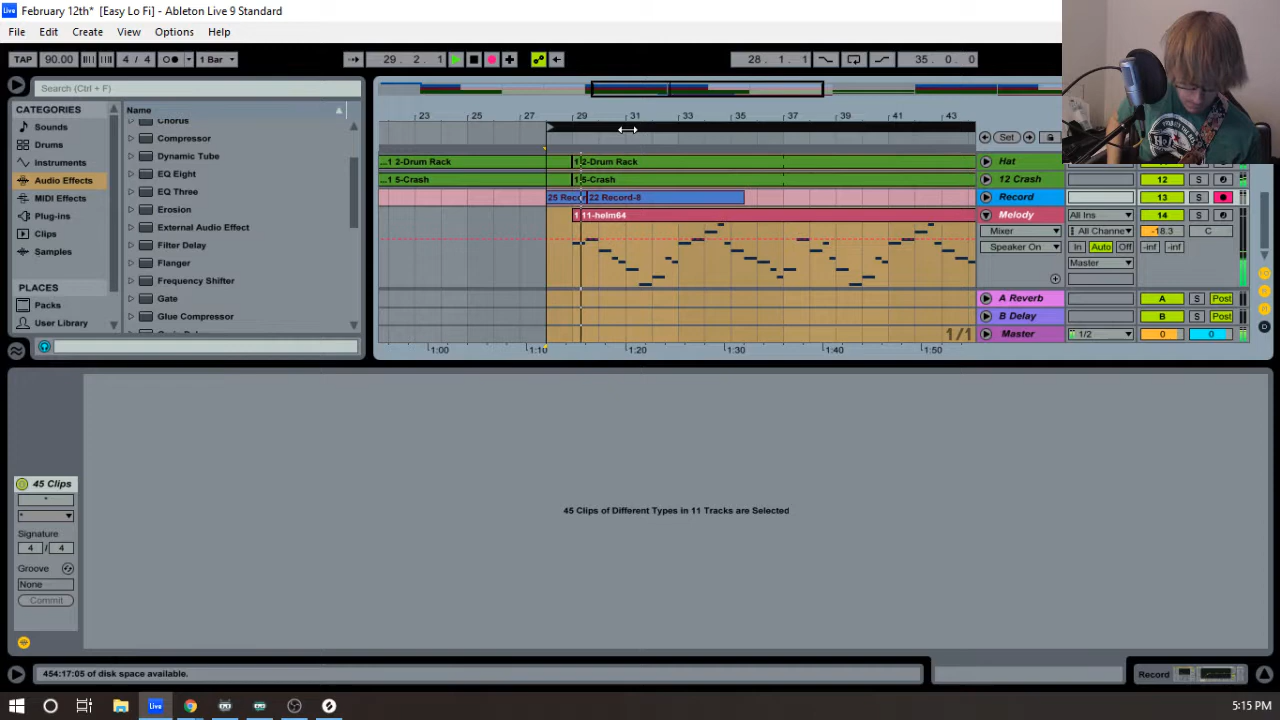 February 12th* [Easy Lo Fi] - Ableton Live 9 Standard
File Edit Create View Options Help
TAP 90.00 4 / 4 1 Bar 29. 2. 1 28. 1. 1 35. 0. 0
Search (Ctrl + F)
CATEGORIES
Sounds
Drums
Instruments
Audio Effects
MIDI Effects
Plug-ins
Clips
Samples
PLACES
Packs
User Library
Name
Chorus
Compressor
Dynamic Tube
EQ Eight
EQ Three
Erosion
External Audio Effect
Filter Delay
Flanger
Frequency Shifter
Gate
Glue Compressor
23 25 27 29 31 33 35 37 39 41 43
Set
...1 2-Drum Rack 1 2-Drum Rack Hat
...1 5-Crash 1 5-Crash 12 Crash 12 S
25 Recor 22 Record-8 Record 13 S
1 11-helm64 Melody All Ins 14 S
Mixer All Channe -18.3 C
Speaker On In Auto Off -inf -inf
Master
A Reverb A S Post
B Delay B S Post
1/1 Master 1/2 0 0
1:00 1:10 1:20 1:30 1:40 1:50
45 Clips
*
*
Signature
4 / 4
Groove
None
Commit
45 Clips of Different Types in 11 Tracks are Selected
454:17:05 of disk space available.
Record
5:15 PM